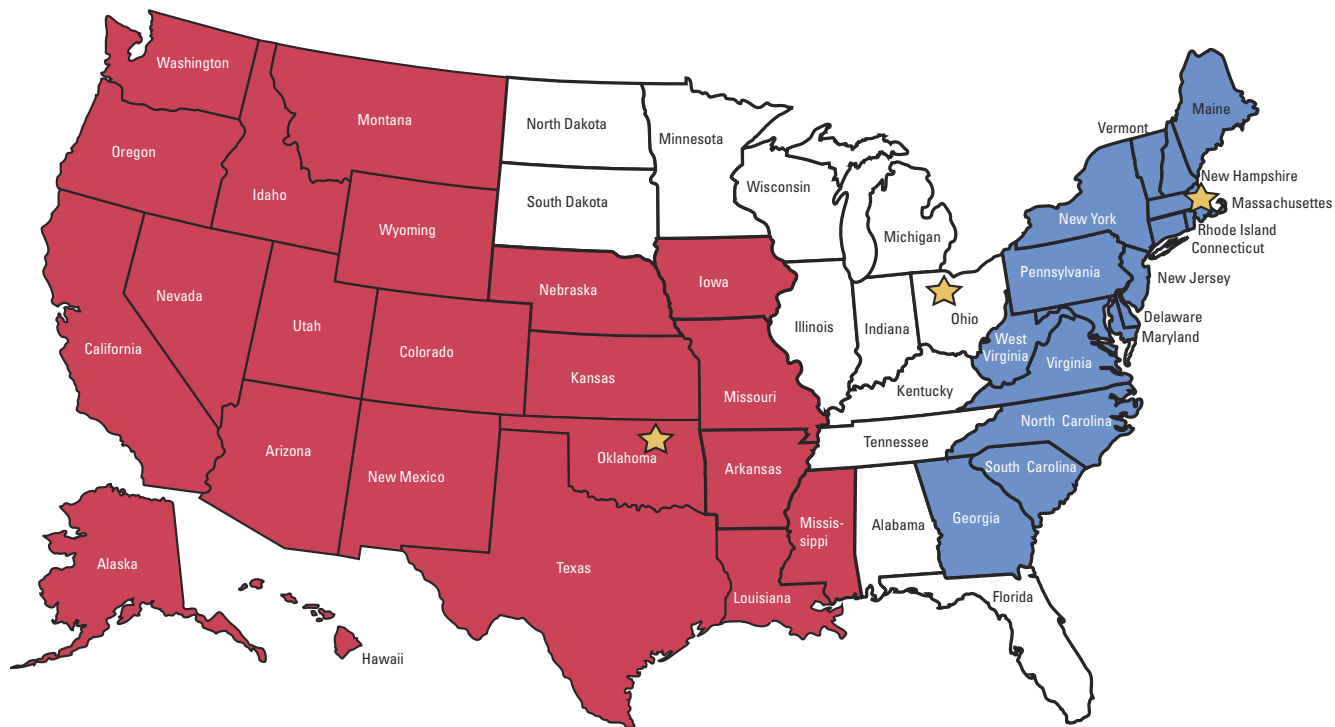 Washington
Montana
North Dakota
Minnesota
Vermont
Maine
Oregon
Idaho
Wyoming
South Dakota
Wisconsin
Michigan
New York
New Hampshire
Massachusettes
Rhode Island
Connecticut
Nevada
Utah
Colorado
Nebraska
Iowa
Illinois
Indiana
Ohio
Pennsylvania
New Jersey
Delaware
Maryland
California
Kansas
Missouri
Kentucky
West
Virginia
Virginia
Arizona
New Mexico
Oklahoma
Arkansas
Tennessee
North Carolina
South Carolina
Alaska
Hawaii
Texas
Louisiana
Missis-
sippi
Alabama
Georgia
Florida